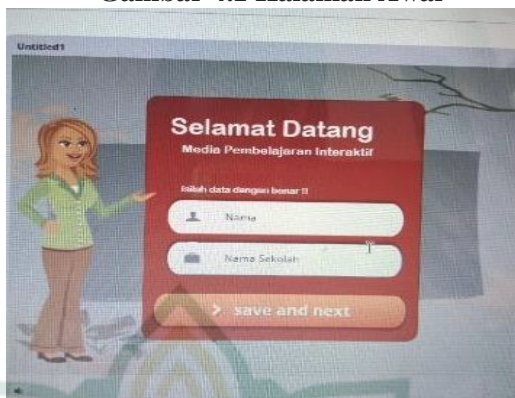 Untitled1
Selamat Datang
Media Pembelajaran Interaktif
Isilah data dengan benar !!
Nama
Nama Sekolah
> save and next